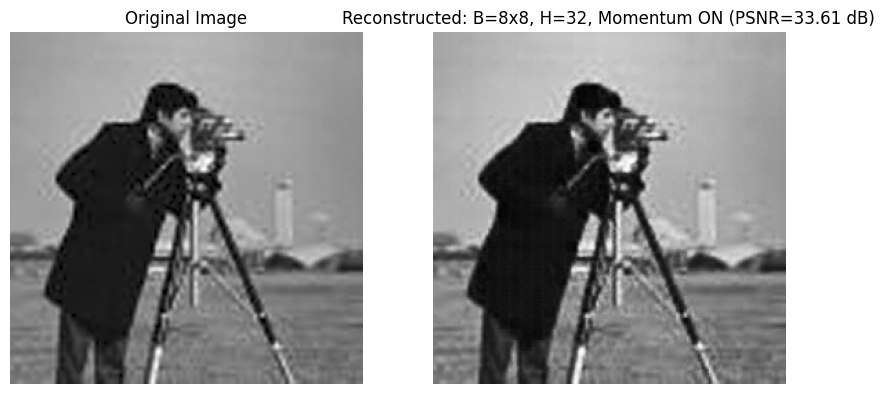 Original Image
Reconstructed: B=8x8, H=32, Momentum ON (PSNR=33.61 dB)